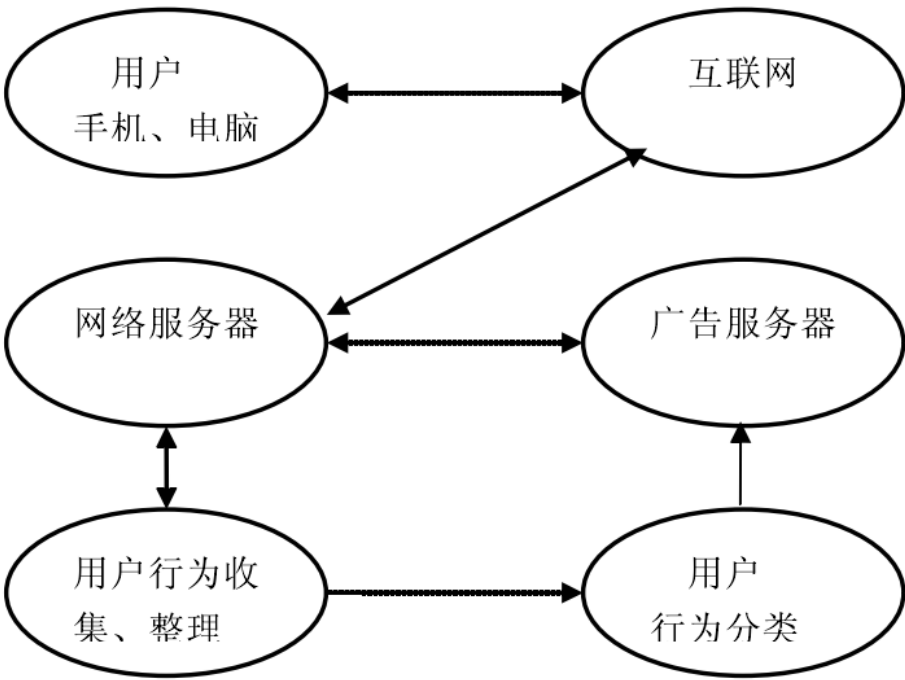 用户
手机、电脑
互联网
网络服务器
广告服务器
用户行为收
集、整理
用户
行为分类